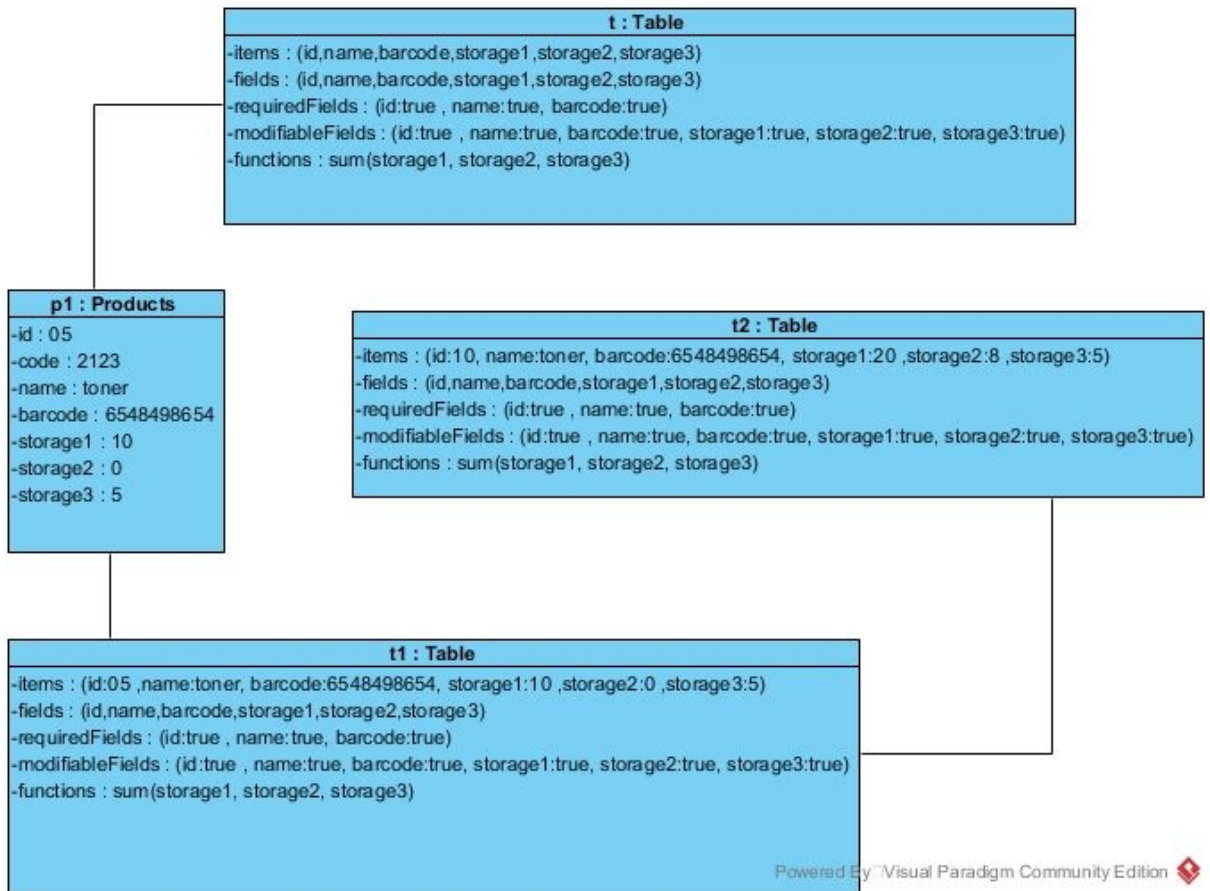 t : Table
-items : (id,name,barcode,storage1,storage2,storage3)
-fields : (id,name,barcode,storage1,storage2,storage3)
-requiredFields : (id:true , name:true, barcode:true)
-modifiableFields : (id:true , name:true, barcode:true, storage1:true, storage2:true, storage3:true)
-functions : sum(storage1, storage2, storage3)
p1 : Products
-id : 05
-code : 2123
-name : toner
-barcode : 6548498654
-storage1 : 10
-storage2 : 0
-storage3 : 5
t2 : Table
-items : (id:10, name:toner, barcode:6548498654, storage1:20 ,storage2:8 ,storage3:5)
-fields : (id,name,barcode,storage1,storage2,storage3)
-requiredFields : (id:true , name:true, barcode:true)
-modifiableFields : (id:true , name:true, barcode:true, storage1:true, storage2:true, storage3:true)
-functions : sum(storage1, storage2, storage3)
t1 : Table
-items : (id:05 ,name:toner, barcode:6548498654, storage1:10 ,storage2:0 ,storage3:5)
-fields : (id,name,barcode,storage1,storage2,storage3)
-requiredFields : (id:true , name:true, barcode:true)
-modifiableFields : (id:true , name:true, barcode:true, storage1:true, storage2:true, storage3:true)
-functions : sum(storage1, storage2, storage3)
Powered By Visual Paradigm Community Edition